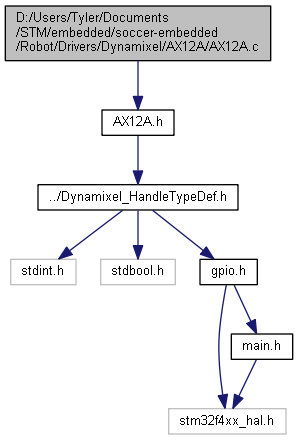 D:/Users/Tyler/Documents
/STM/embedded/soccer-embedded
/Robot/Drivers/Dynamixel/AX12A/AX12A.c
AX12A.h
../Dynamixel_HandleTypeDef.h
stdint.h
stdbool.h
gpio.h
main.h
stm32f4xx_hal.h